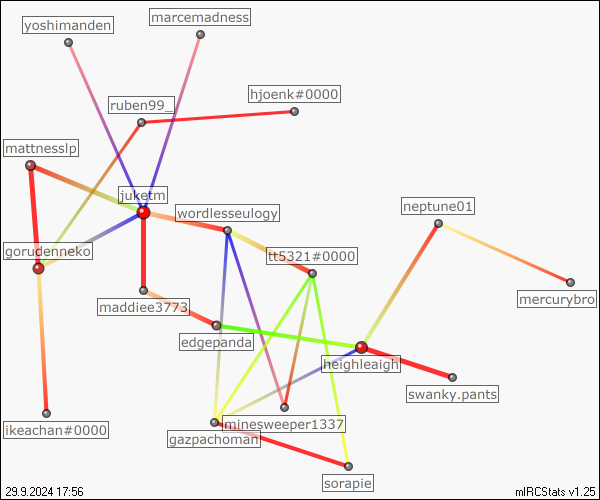 yoshimanden
marcemadness
hjoenk#0000
ruben99_
mattnesslp
juketm
wordlesseulogy
neptune01
gorudenneko
tt5321#0000
maddiee3773
mercurybro
edgepanda
heighleaigh
swanky.pants
minesweeper1337
ikeachan#0000
gazpachoman
sorapie
29.9.2024 17:56
mIRCStats v1.25